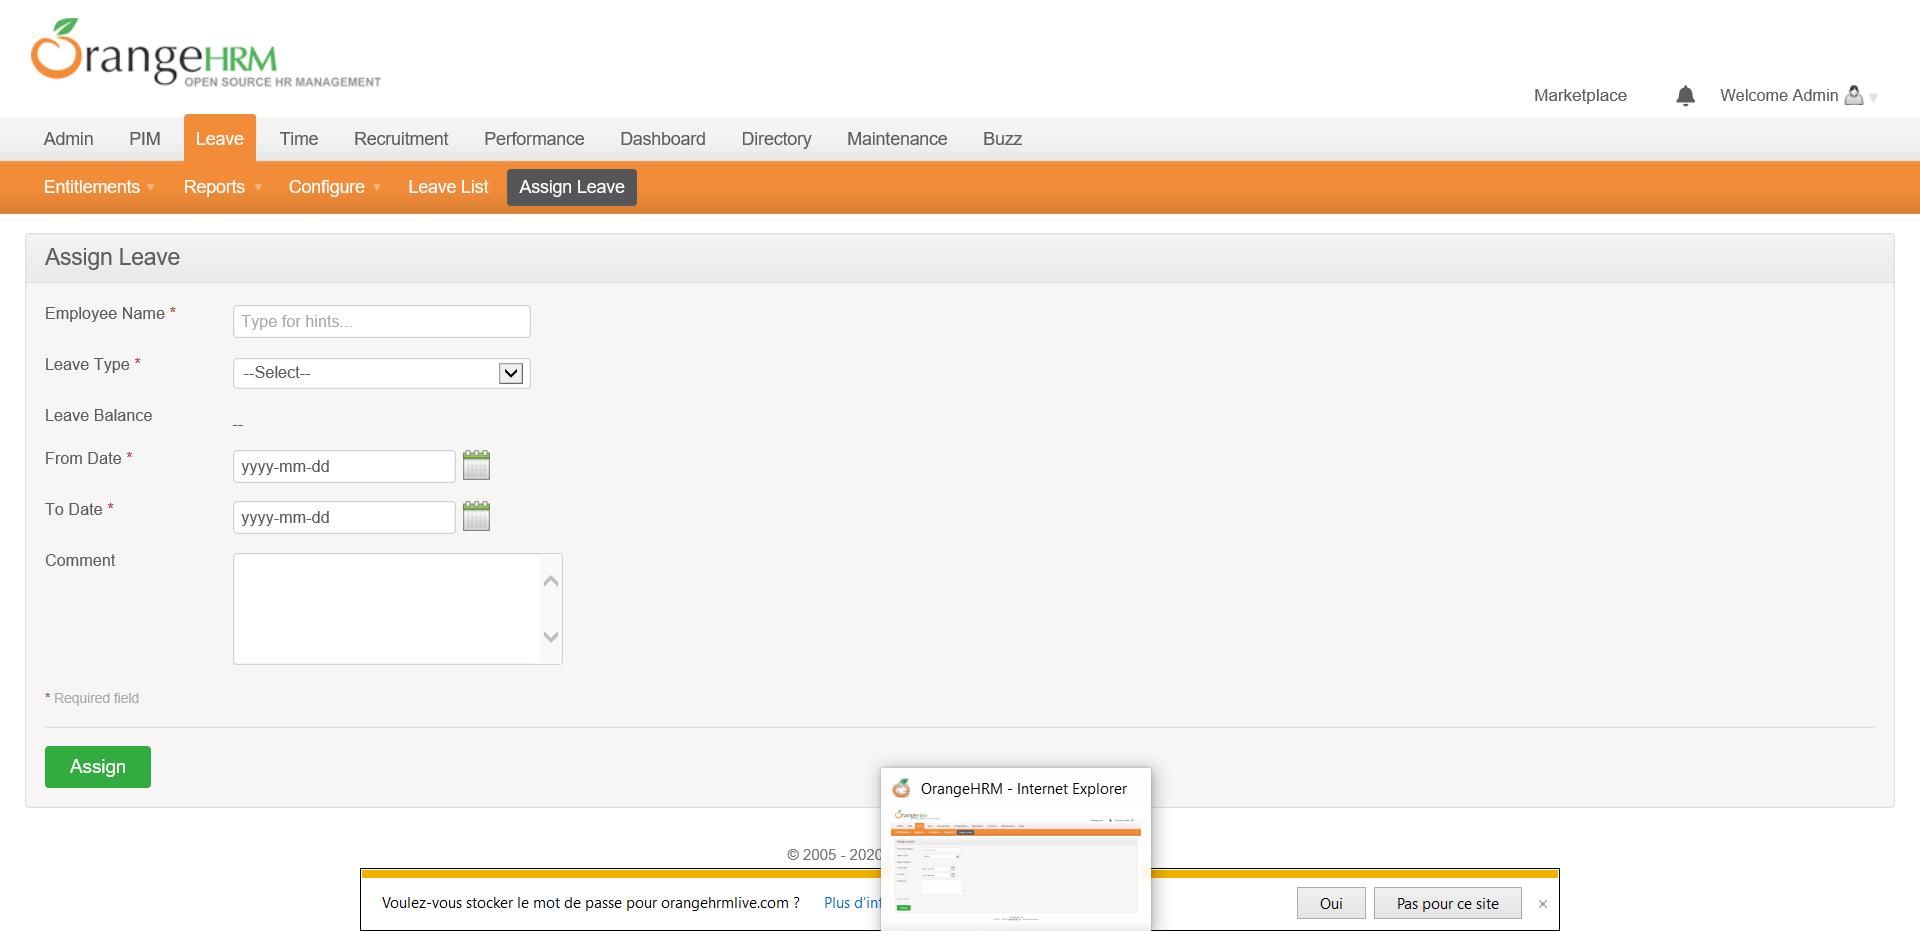 OrangeHRM
OPEN SOURCE HR MANAGEMENT
Marketplace
Welcome Admin
Admin PIM Leave Time Recruitment Performance Dashboard Directory Maintenance Buzz
Entitlements Reports Configure Leave List Assign Leave
Assign Leave
Employee Name *
Type for hints...
Leave Type *
--Select--
Leave Balance
--
From Date *
yyyy-mm-dd
To Date *
yyyy-mm-dd
Comment
* Required field
Assign
OrangeHRM - Internet Explorer
© 2005 - 2020
Voulez-vous stocker le mot de passe pour orangehrmlive.com ? Plus d'inf
Oui
Pas pour ce site